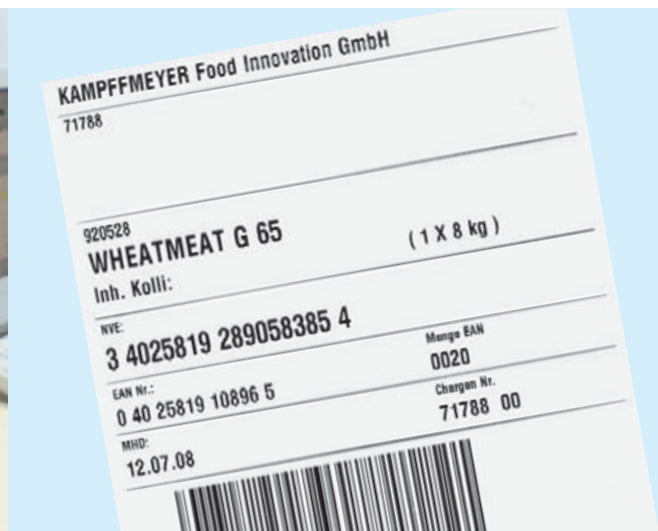 KAMPFFMEYER Food Innovation GmbH
71788
920528
WHEATMEAT G 65 ( 1 X 8 kg )
Inh. Kolli:
NVE:
3 4025819 289058385 4
EAN Nr.: Menge EAN
0 40 25819 10896 5 0020
MHD: Chargen Nr.
12.07.08 71788 00